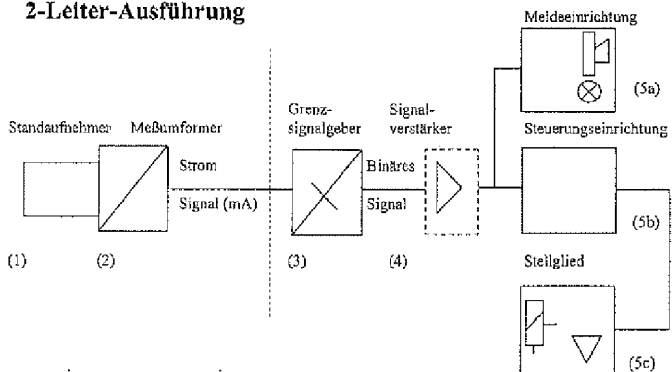 2-Leiter-Ausführung
Meldeeinrichtung
(5a)
Standaufnehmer
Meßumformer
Grenz-
signalgeber
Signal-
verstärker
Steuerungseinrichtung
Strom
Signal (mA)
Binäres
Signal
(1)
(2)
(3)
(4)
(5b)
Stellglied
(5c)